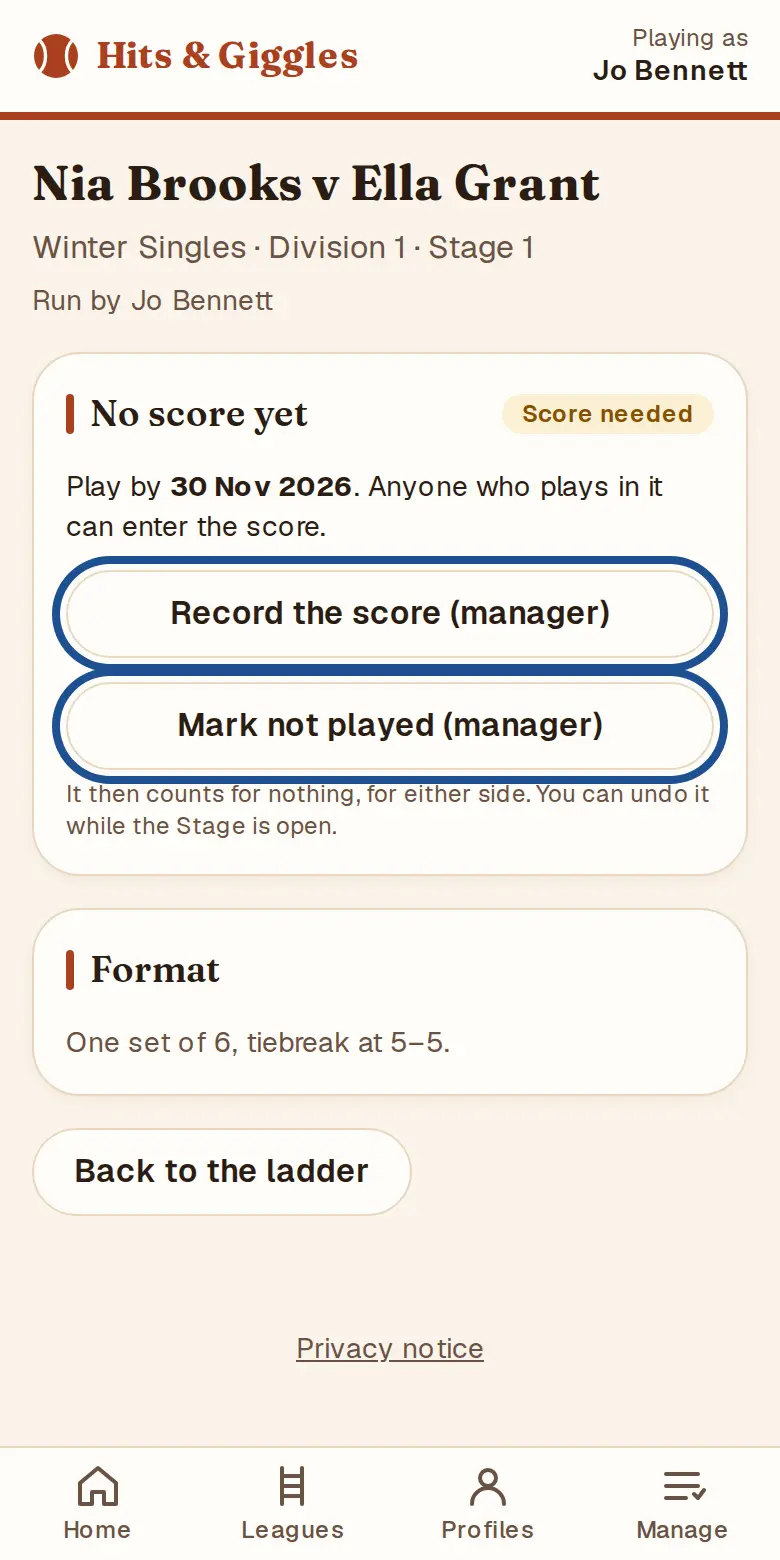 Hits & Giggles
Playing as
Jo Bennett
Nia Brooks v Ella Grant
Winter Singles · Division 1 · Stage 1
Run by Jo Bennett
No score yet
Score needed
Play by 30 Nov 2026. Anyone who plays in it
can enter the score.
Record the score (manager)
Mark not played (manager)
It then counts for nothing, for either side. You can undo it
while the Stage is open.
Format
One set of 6, tiebreak at 5–5.
Back to the ladder
Privacy notice
Home
Leagues
Profiles
Manage